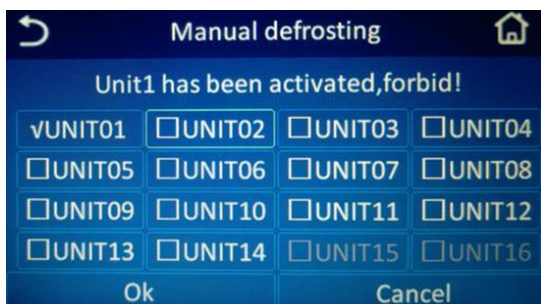 Manual defrosting
Unit1 has been activated,forbid!
√UNIT01 □UNIT02 □UNIT03 □UNIT04
□UNIT05 □UNIT06 □UNIT07 □UNIT08
□UNIT09 □UNIT10 □UNIT11 □UNIT12
□UNIT13 □UNIT14 □UNIT15 □UNIT16
Ok Cancel